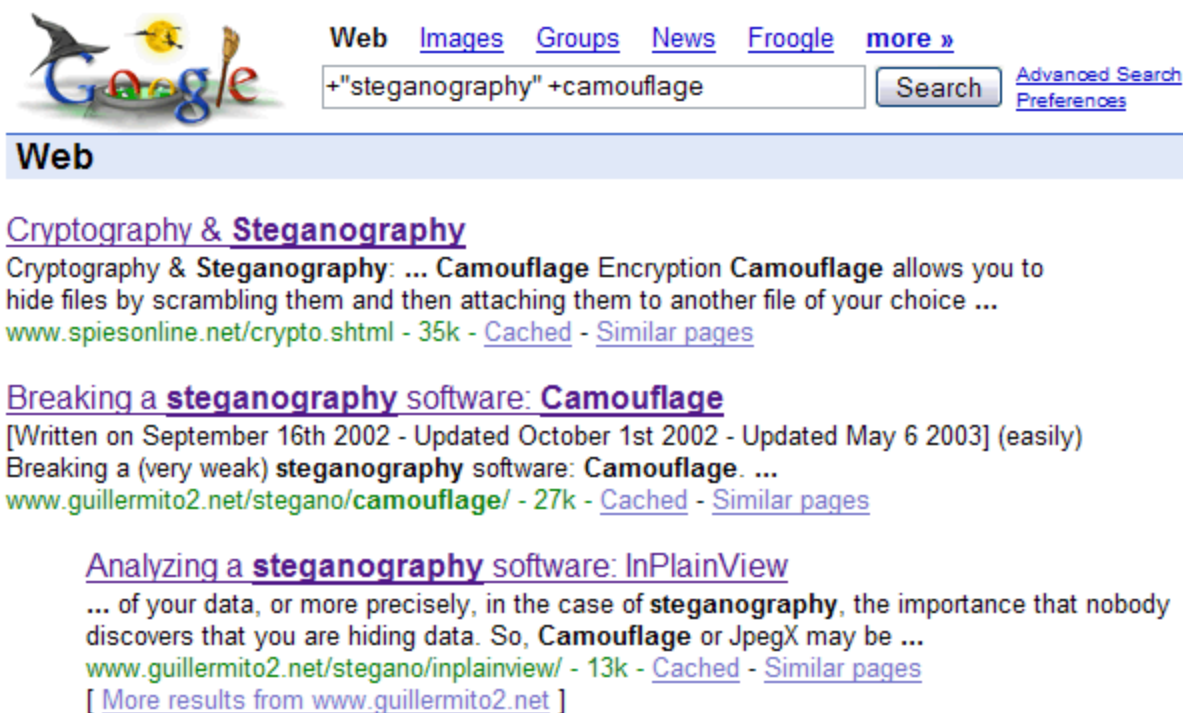 Google
Web Images Groups News Froogle more »
+"steganography" +camouflage Search Advanced Search
Preferences
Web
Cryptography & Steganography
Cryptography & Steganography: ... Camouflage Encryption Camouflage allows you to
hide files by scrambling them and then attaching them to another file of your choice ...
www.spiesonline.net/crypto.shtml - 35k - Cached - Similar pages
Breaking a steganography software: Camouflage
[Written on September 16th 2002 - Updated October 1st 2002 - Updated May 6 2003] (easily)
Breaking a (very weak) steganography software: Camouflage. ...
www.guillermito2.net/stegano/camouflage/ - 27k - Cached - Similar pages
Analyzing a steganography software: InPlainView
... of your data, or more precisely, in the case of steganography, the importance that nobody
discovers that you are hiding data. So, Camouflage or JpegX may be ...
www.guillermito2.net/stegano/inplainview/ - 13k - Cached - Similar pages
[ More results from www.guillermito2.net ]